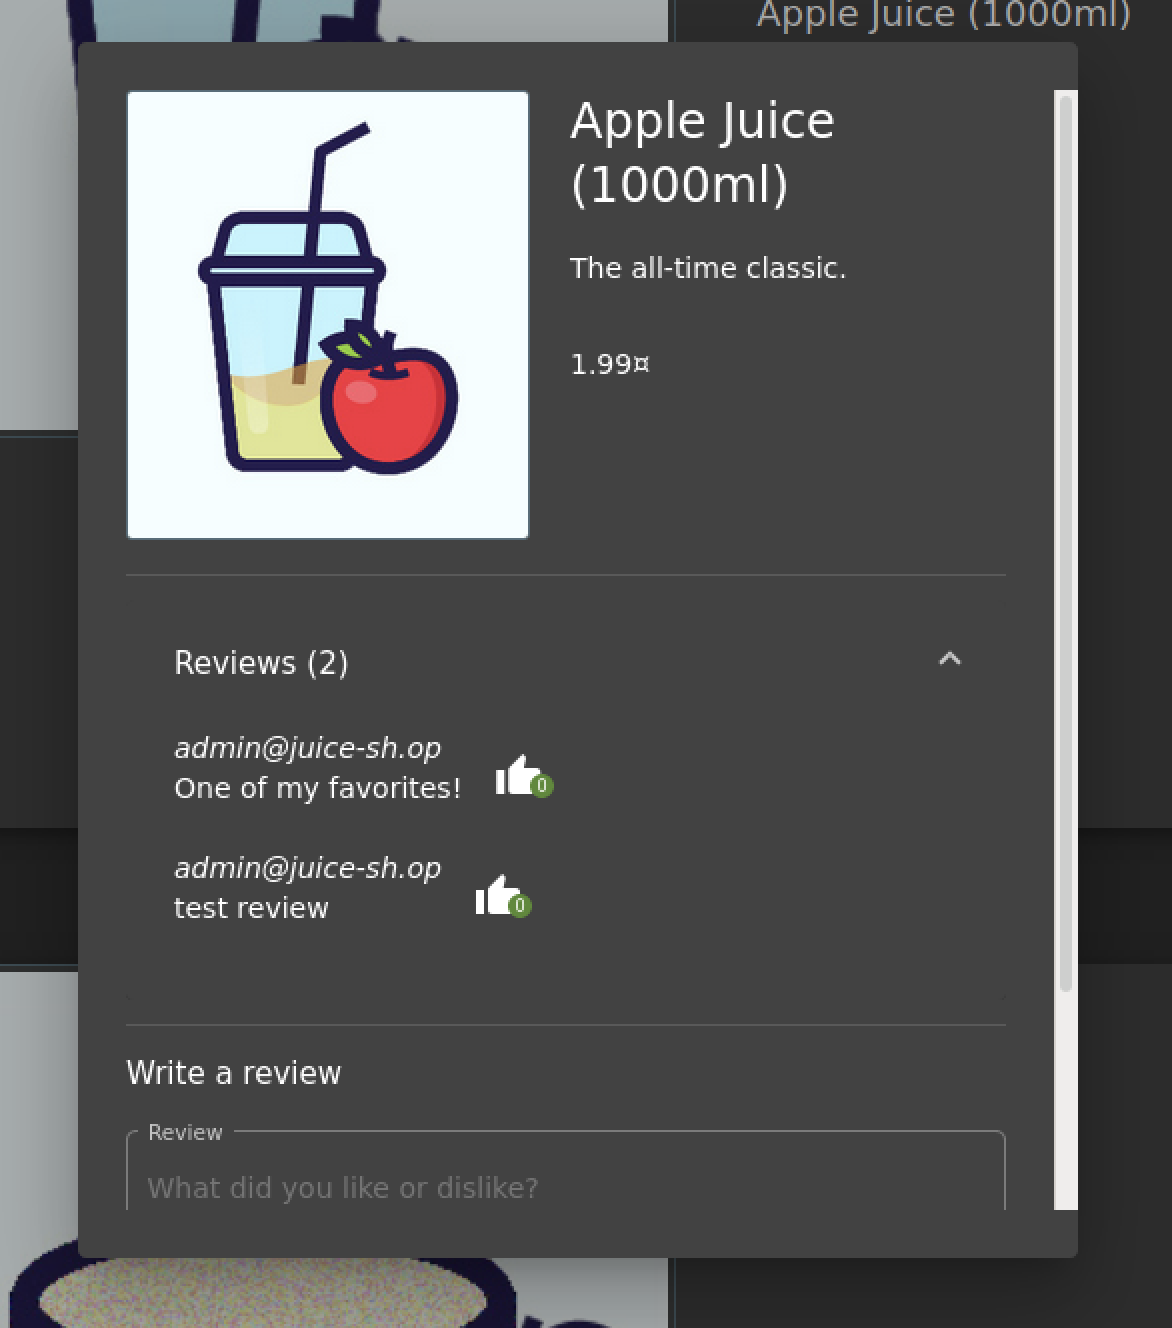 Apple Juice (1000ml)
Apple Juice
(1000ml)
The all-time classic.
1.99¤
Reviews (2)
admin@juice-sh.op
One of my favorites!
0
admin@juice-sh.op
test review
0
Write a review
Review
What did you like or dislike?